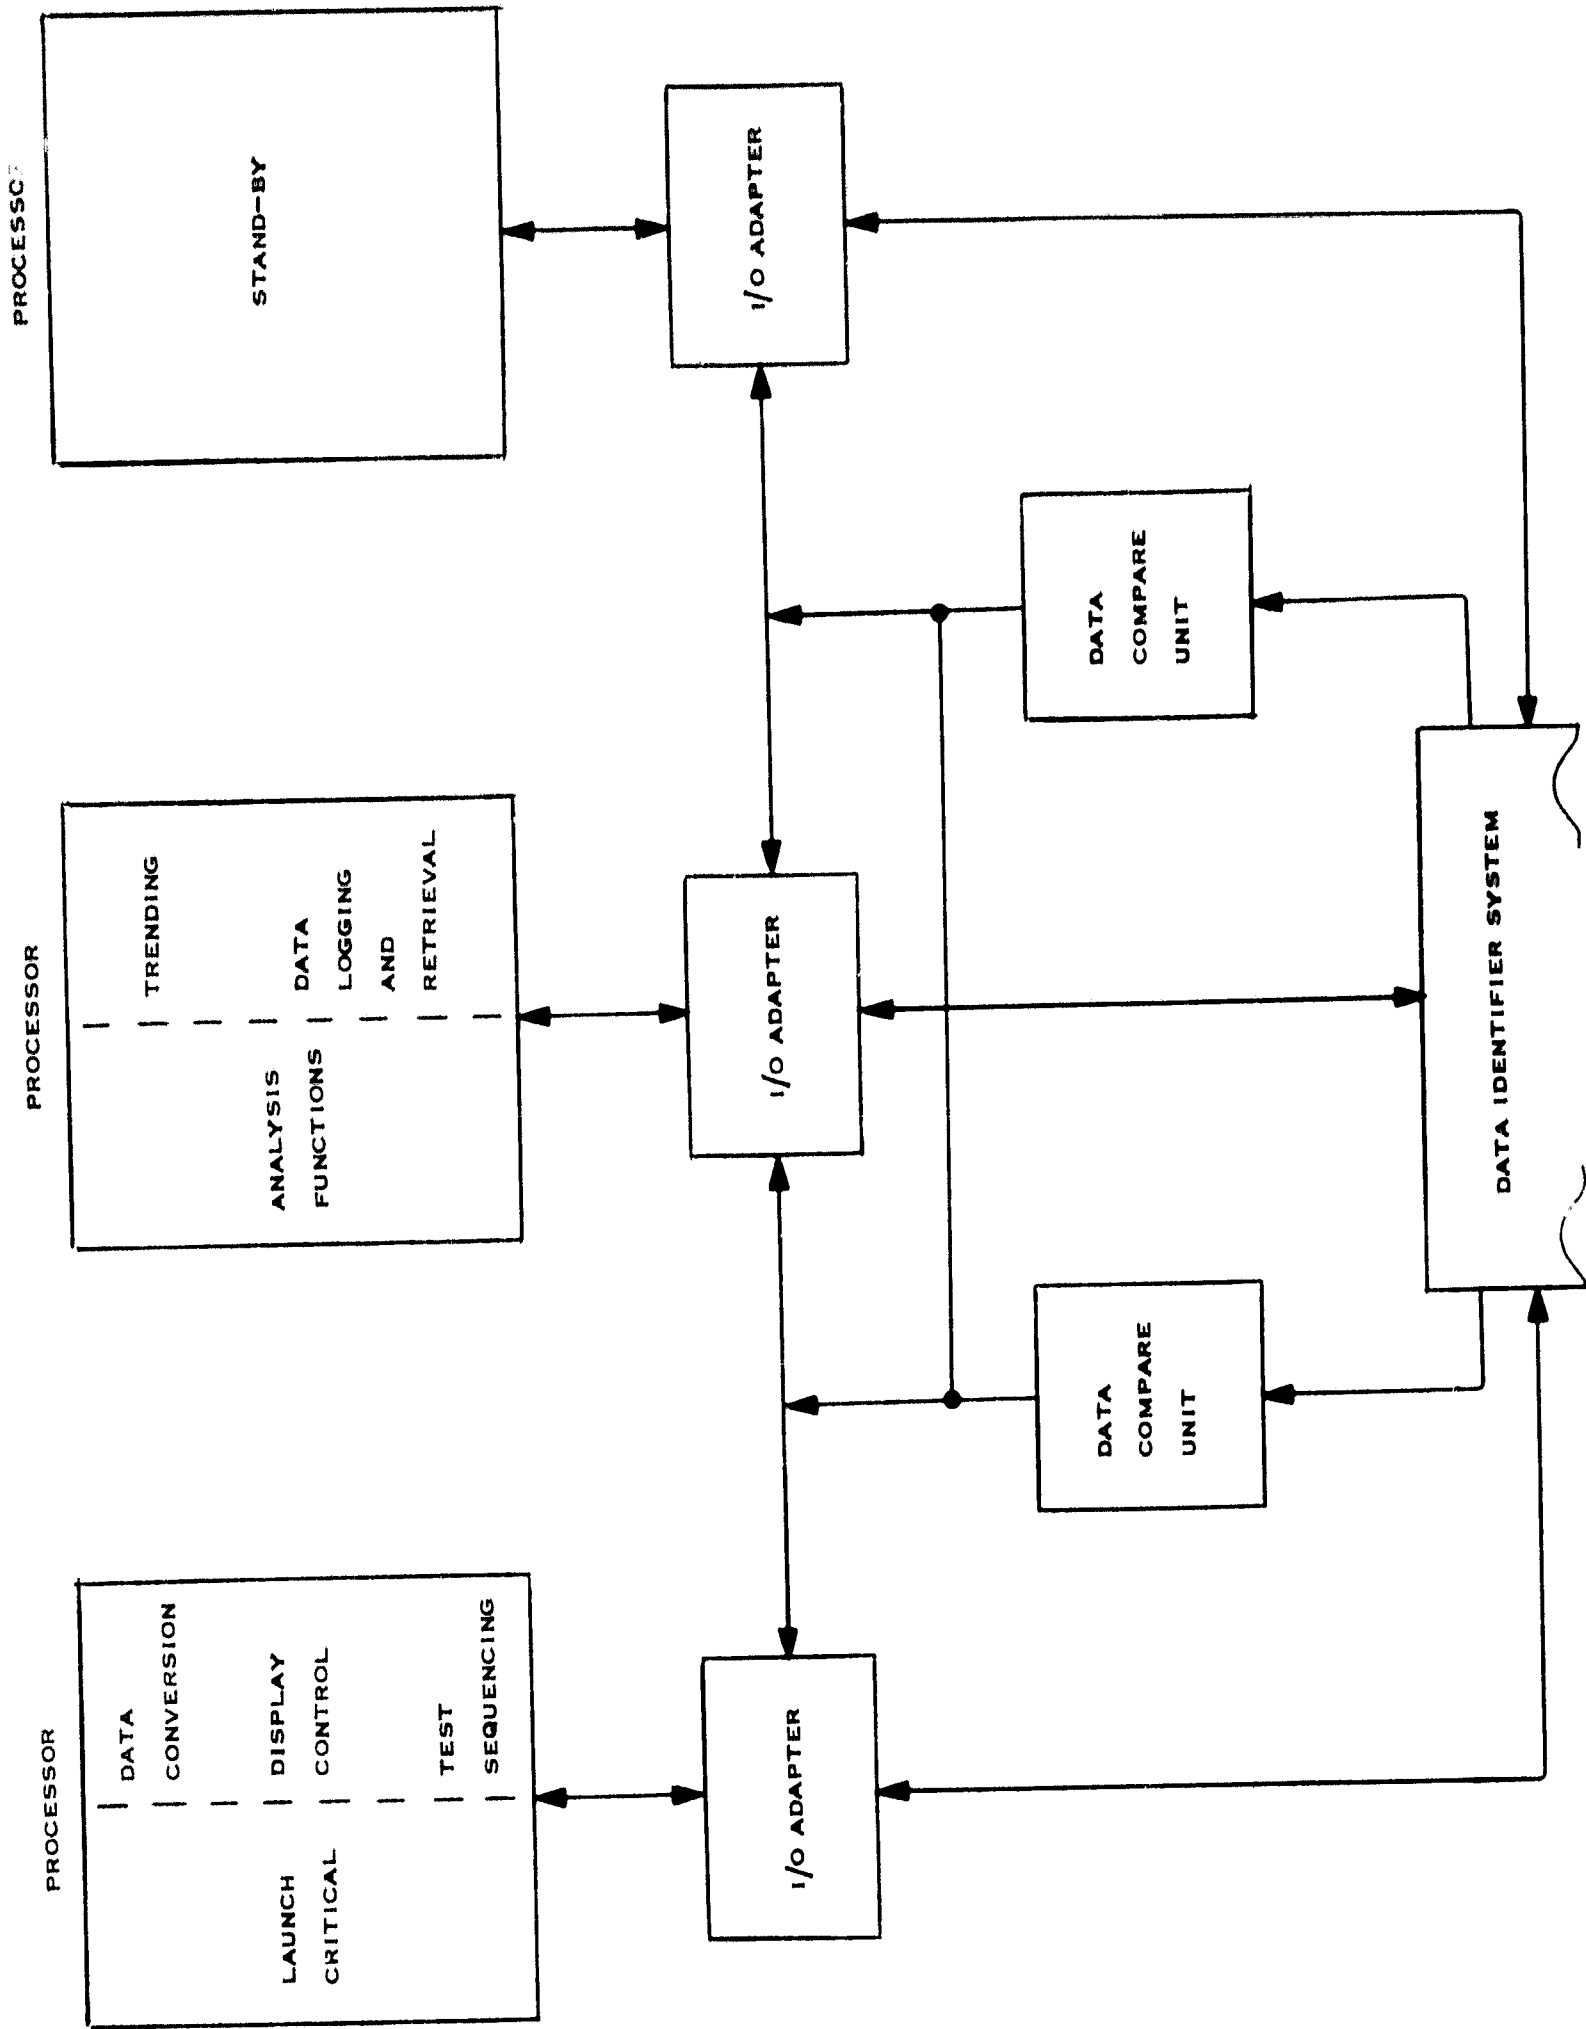 PROCESSOR
LAUNCH
CRITICAL
DATA
CONVERSION
DISPLAY
CONTROL
TEST
SEQUENCING
PROCESSOR
ANALYSIS
FUNCTIONS
TRENDING
DATA
LOGGING
AND
RETRIEVAL
PROCESSOR
STAND-BY
I/O ADAPTER
I/O ADAPTER
I/O ADAPTER
DATA
COMPARE
UNIT
DATA
COMPARE
UNIT
DATA IDENTIFIER SYSTEM